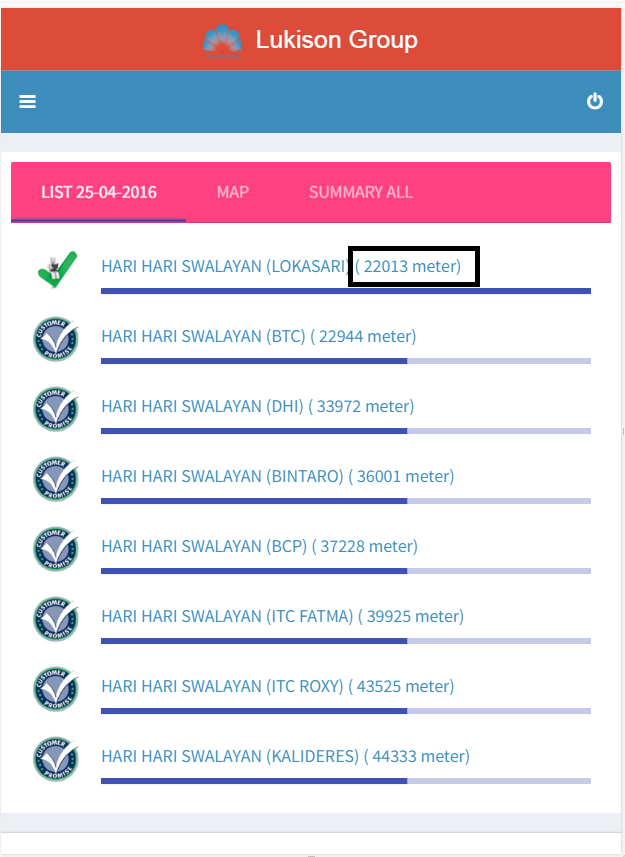 Lukison Group
LIST 25-04-2016 MAP SUMMARY ALL
HARI HARI SWALAYAN (LOKASARI) ( 22013 meter)
CUSTOMER PROMISE
HARI HARI SWALAYAN (BTC) ( 22944 meter)
CUSTOMER PROMISE
HARI HARI SWALAYAN (DHI) ( 33972 meter)
CUSTOMER PROMISE
HARI HARI SWALAYAN (BINTARO) ( 36001 meter)
CUSTOMER PROMISE
HARI HARI SWALAYAN (BCP) ( 37228 meter)
CUSTOMER PROMISE
HARI HARI SWALAYAN (ITC FATMA) ( 39925 meter)
CUSTOMER PROMISE
HARI HARI SWALAYAN (ITC ROXY) ( 43525 meter)
CUSTOMER PROMISE
HARI HARI SWALAYAN (KALIDERES) ( 44333 meter)